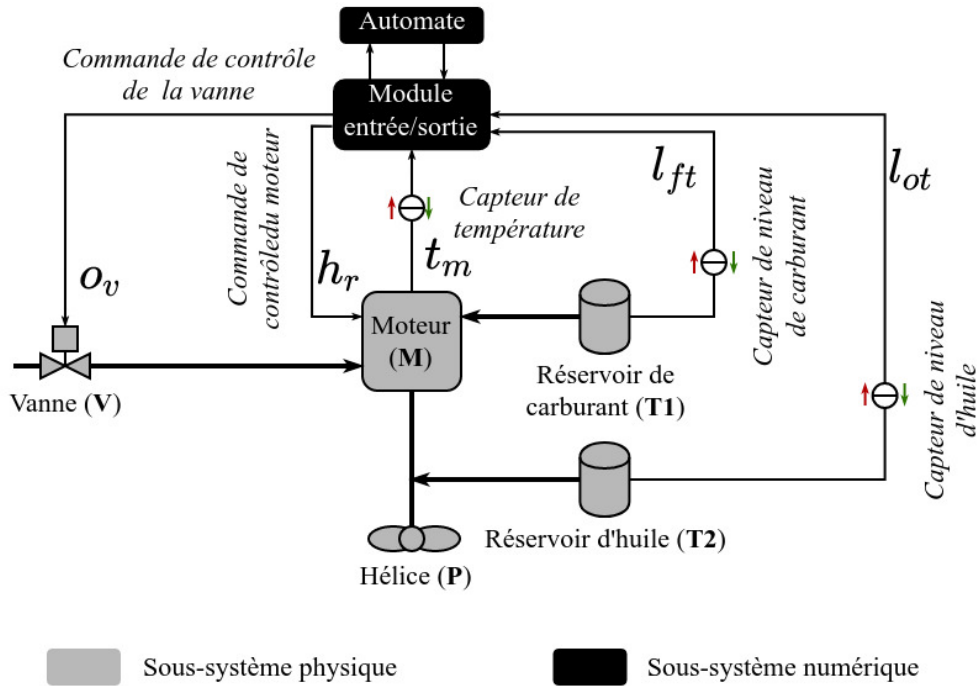 Automate
Commande de contrôle
de la vanne
Module
entrée/sortie
Commande de
contrôledu moteur
Capteur de
température
l_ft
l_ot
Capteur de niveau
de carburant
o_v
h_r
t_m
Moteur
(M)
Vanne (V)
Réservoir de
carburant (T1)
Capteur de niveau
d'huile
Réservoir d'huile (T2)
Hélice (P)
Sous-système physique
Sous-système numérique